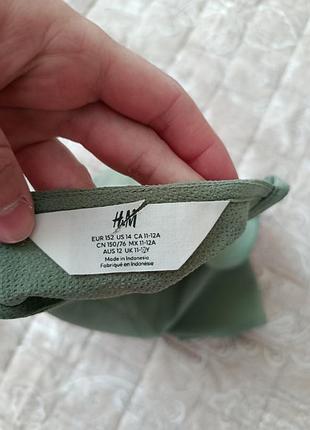 H&M
EUR 152 US 14 CA 11-12A
CN 150/76 MX 11-12A
AUS 12 UK 11-12Y
Made in Indonesia
Fabriqué en Indonésie